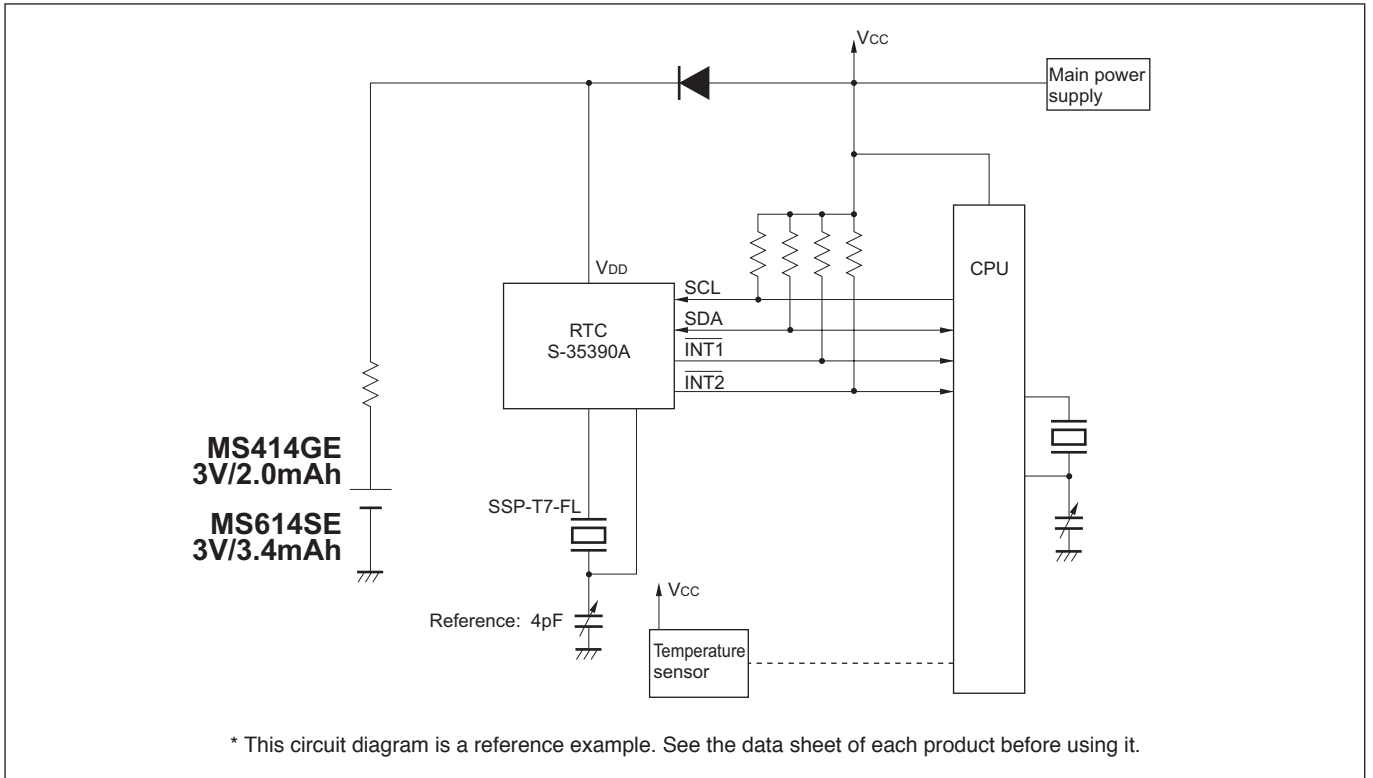 Vcc
Main power
supply
VDD
CPU
SCL
SDA
INT1
INT2
RTC
S-35390A
MS414GE
3V/2.0mAh
MS614SE
3V/3.4mAh
SSP-T7-FL
Reference: 4pF
Vcc
Temperature
sensor
* This circuit diagram is a reference example. See the data sheet of each product before using it.